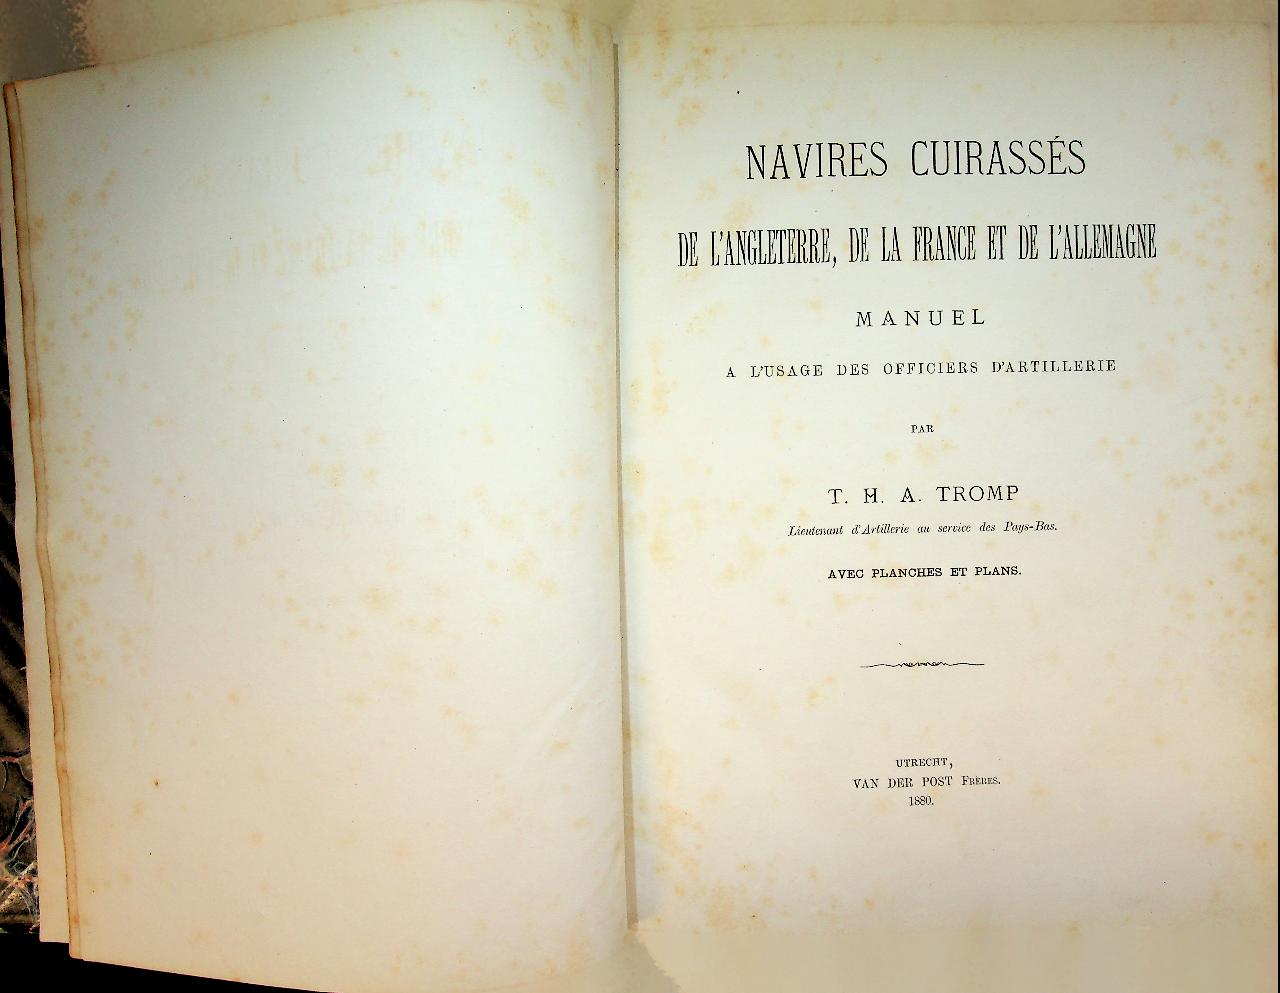 NAVIRES CUIRASSÉS
DE L'ANGLETERRE, DE LA FRANCE ET DE L'ALLEMAGNE
MANUEL
A L'USAGE DES OFFICIERS D'ARTILLERIE
PAR
T. H. A. TROMP
Lieutenant d'Artillerie au service des Pays-Bas.
AVEC PLANCHES ET PLANS.
UTRECHT,
VAN DER POST FRÈRES.
1880.